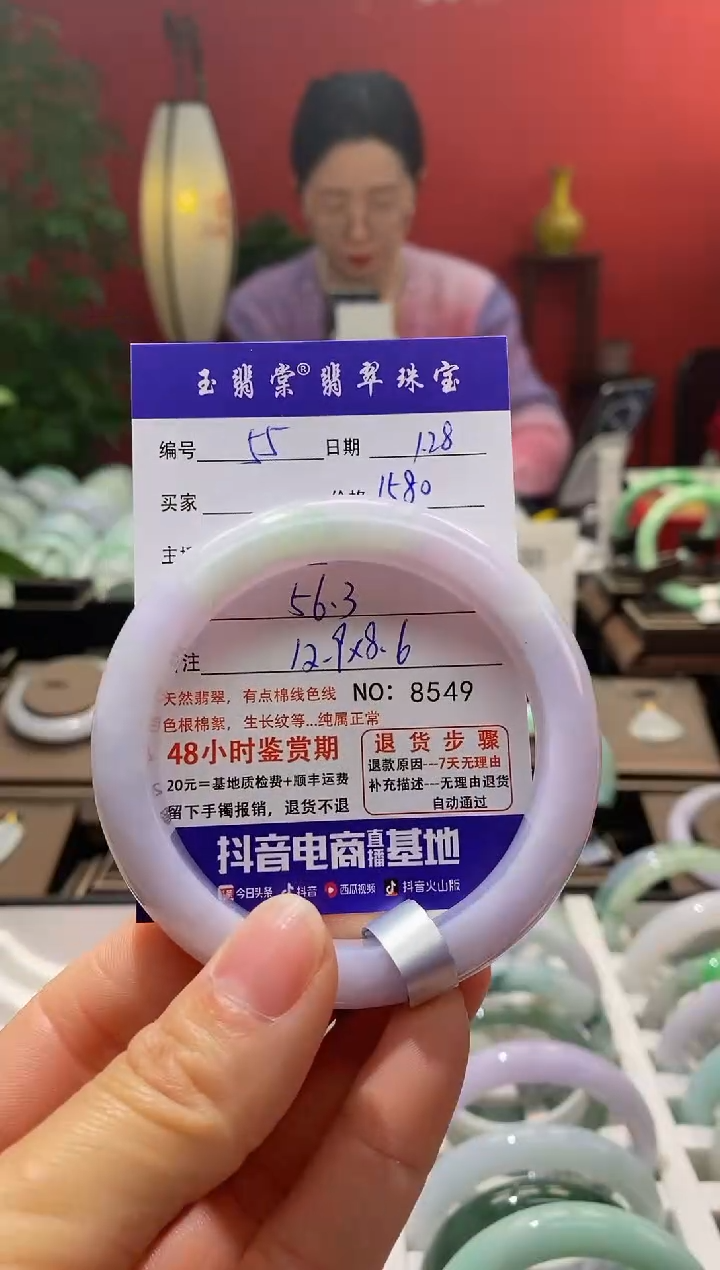 玉翡棠®翡翠珠宝
编号 55 日期 1.28
买家 价格 1580
主
56.3
注 12.9x8.6
天然翡翠，有点棉线色线 NO: 8549
色根棉絮，生长纹等...纯属正常
48小时鉴赏期
20元=基地质检费+顺丰运费
留下手镯报销，退货不退
退货步骤
退款原因---7天无理由
补充描述---无理由退货
自动通过
抖音电商直播基地
今日头条 抖音 西瓜视频 抖音火山版